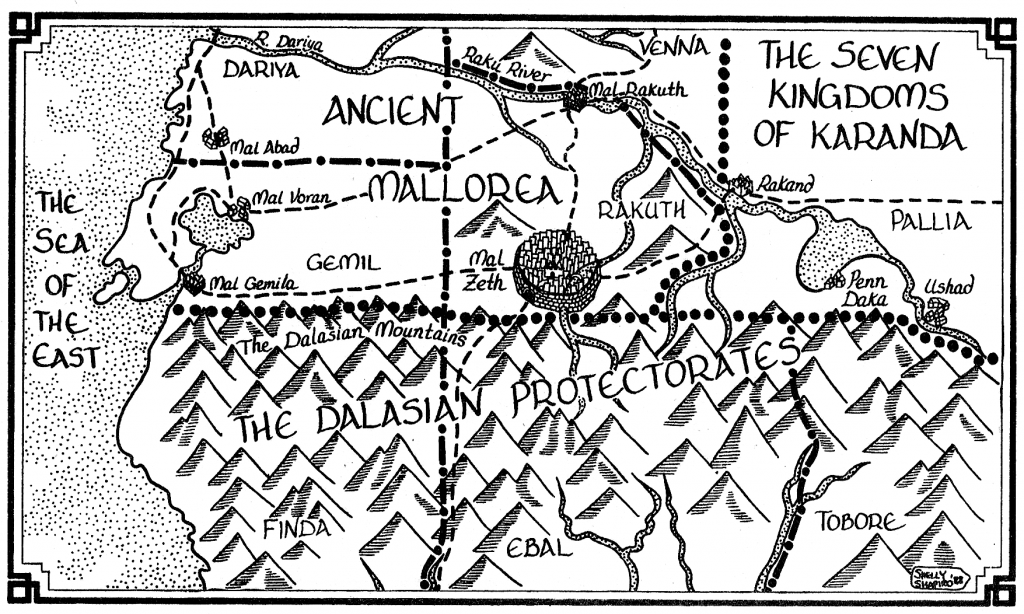 R. Dariya
DARIYA
VENNA
Raku River
Mal Rakuth
THE SEVEN
KINGDOMS
OF KARANDA
ANCIENT
MALLOREA
Mal Abad
Mal Voran
Rakand
PALLIA
RAKUTH
THE
SEA
OF
THE
EAST
GEMIL
Mal
Zeth
Mal Gemila
Penn
Daka
Ushad
The Dalasian Mountains
THE DALASIAN PROTECTORATES
FINDA
EBAL
TOBORE
SHELLY
SHAPIRO '88